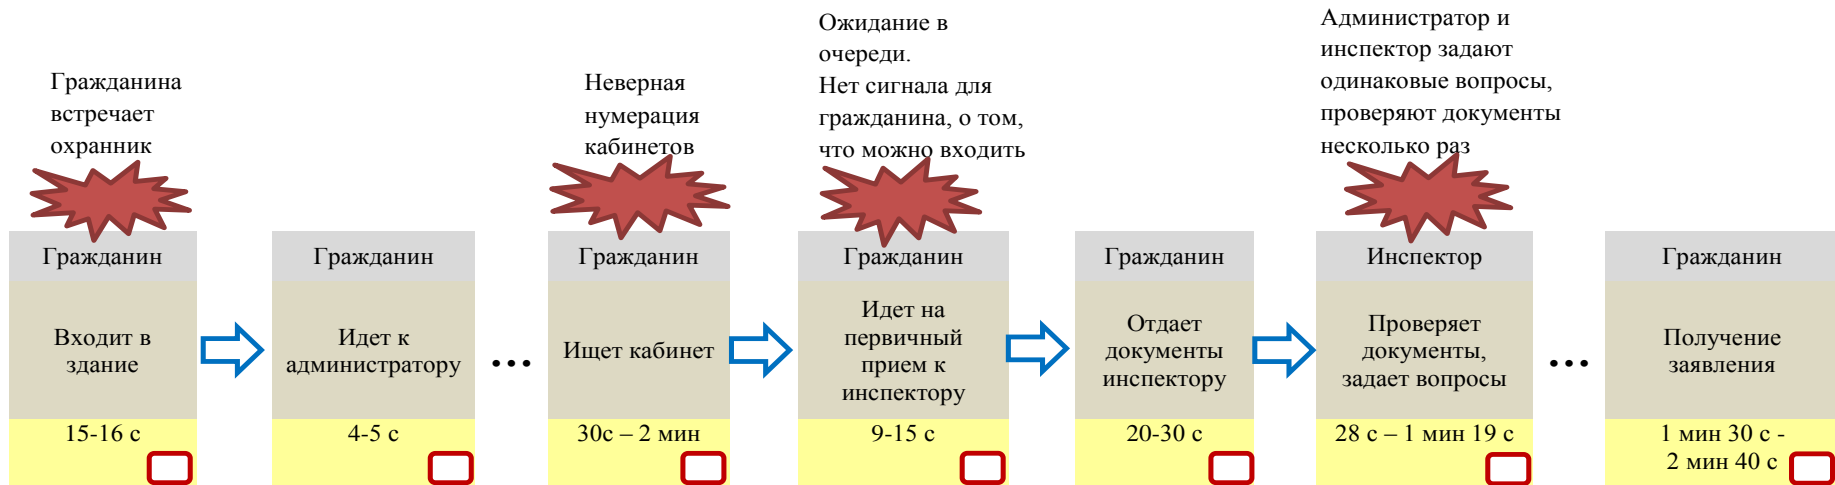 Гражданина
встречает
охранник
Неверная
нумерация
кабинетов
Ожидание в
очереди.
Нет сигнала для
гражданина, о том,
что можно входить
Администратор и
инспектор задают
одинаковые вопросы,
проверяют документы
несколько раз
Гражданин
Входит в
здание
15-16 с
Гражданин
Идет к
администратору
4-5 с
...
Гражданин
Ищет кабинет
30с – 2 мин
Гражданин
Идет на
первичный
прием к
инспектору
9-15 с
Гражданин
Отдает
документы
инспектору
20-30 с
Инспектор
Проверяет
документы,
задает вопросы
28 с – 1 мин 19 с
...
Гражданин
Получение
заявления
1 мин 30 с -
2 мин 40 с